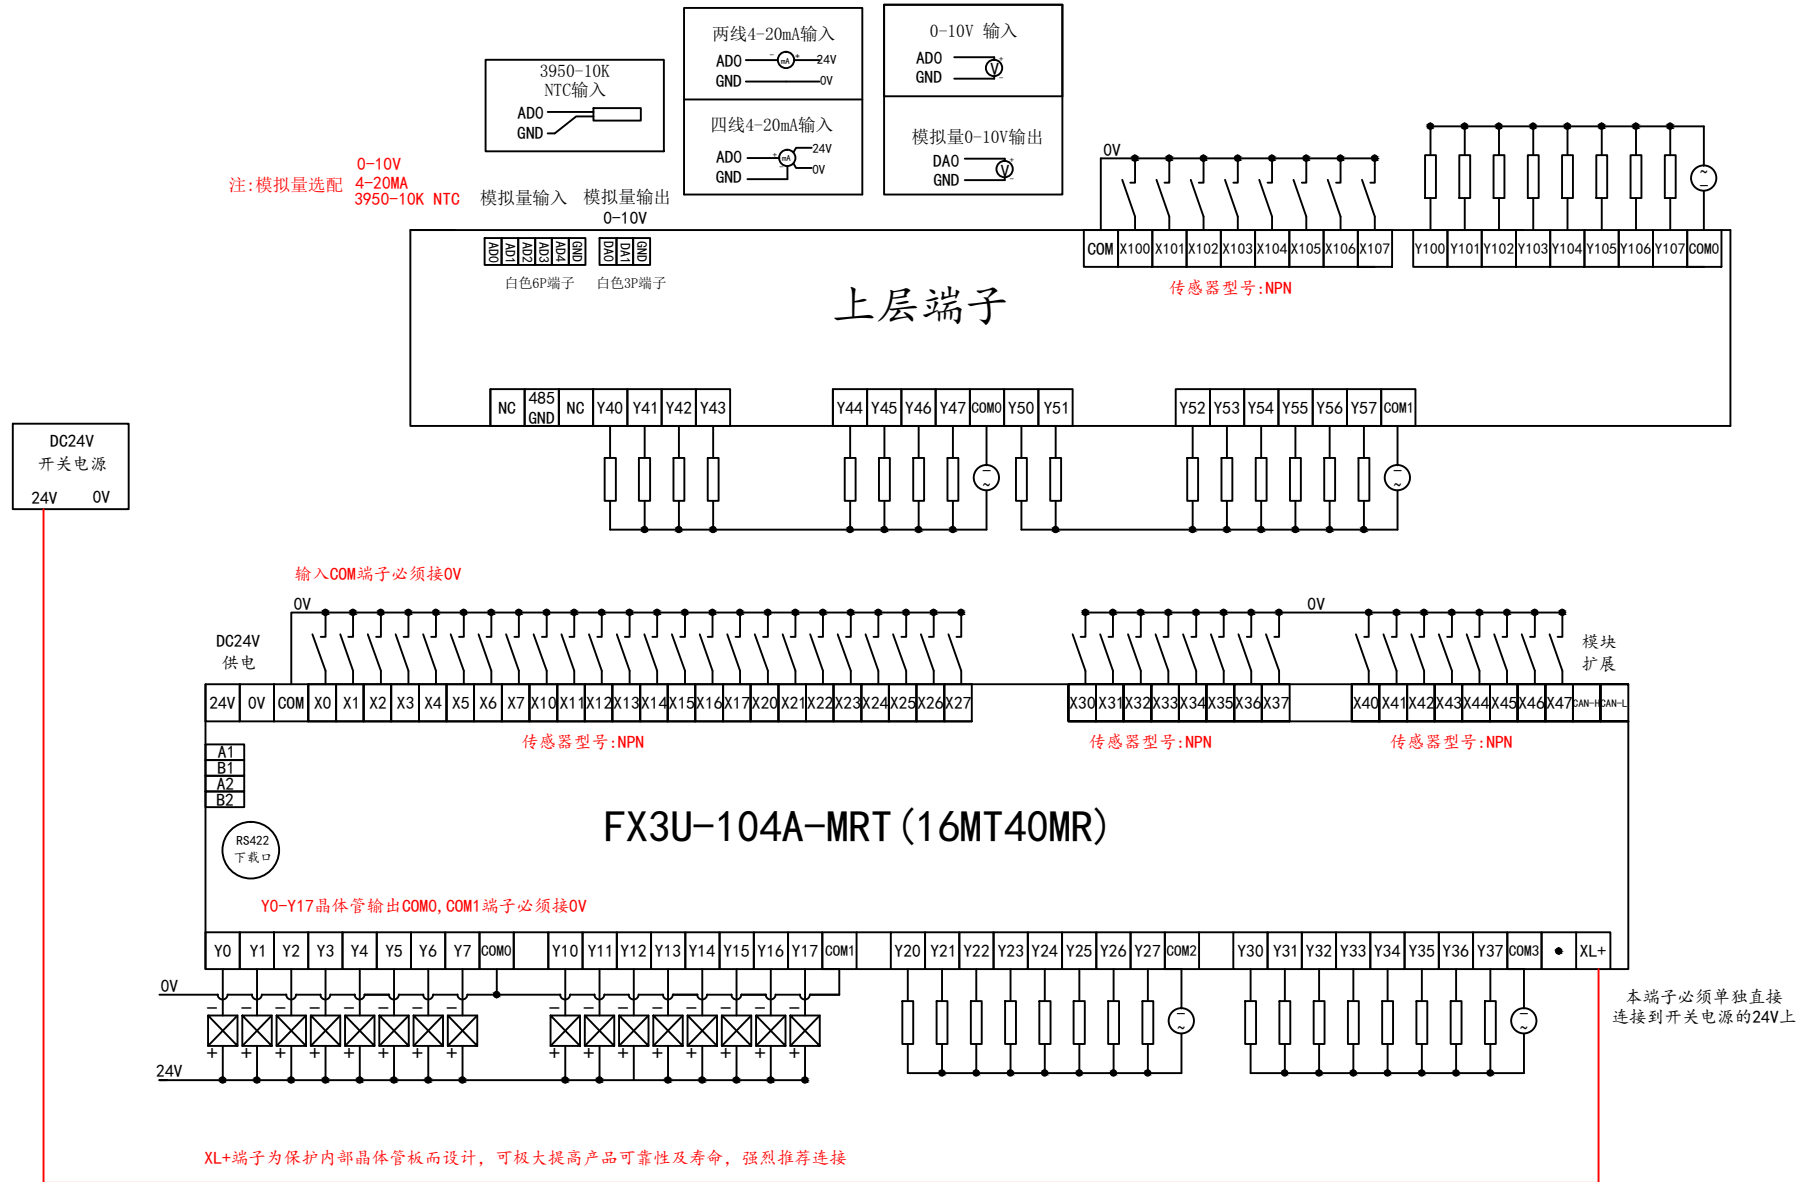 3950-10K
NTC输入
AD0
GND
两线4-20mA输入
AD0 - mA + 24V
GND 0V
四线4-20mA输入
AD0 + mA 24V
GND - 0V
0-10V 输入
AD0 V +
GND -
模拟量0-10V输出
DA0 V +
GND -
注:模拟量选配
0-10V
4-20MA
3950-10K NTC
模拟量输入 模拟量输出
0-10V
AD0 AD1 AD2 AD3 AD4 GND DA0 DA1 GND
白色6P端子 白色3P端子
0V
COM X100 X101 X102 X103 X104 X105 X106 X107 Y100 Y101 Y102 Y103 Y104 Y105 Y106 Y107 COM0
传感器型号:NPN
上层端子
NC 485 GND NC Y40 Y41 Y42 Y43 Y44 Y45 Y46 Y47 COM0 Y50 Y51 Y52 Y53 Y54 Y55 Y56 Y57 COM1
DC24V
开关电源
24V 0V
输入COM端子必须接0V
0V 0V
DC24V
供电
模块
扩展
24V 0V COM X0 X1 X2 X3 X4 X5 X6 X7 X10 X11 X12 X13 X14 X15 X16 X17 X20 X21 X22 X23 X24 X25 X26 X27 X30 X31 X32 X33 X34 X35 X36 X37 X40 X41 X42 X43 X44 X45 X46 X47 CAN-H CAN-L
传感器型号:NPN 传感器型号:NPN 传感器型号:NPN
A1
B1
A2
B2
FX3U-104A-MRT(16MT40MR)
RS422
下载口
Y0-Y17晶体管输出COM0,COM1端子必须接0V
Y0 Y1 Y2 Y3 Y4 Y5 Y6 Y7 COM0 Y10 Y11 Y12 Y13 Y14 Y15 Y16 Y17 COM1 Y20 Y21 Y22 Y23 Y24 Y25 Y26 Y27 COM2 Y30 Y31 Y32 Y33 Y34 Y35 Y36 Y37 COM3 • XL+
0V
24V
本端子必须单独直接
连接到开关电源的24V上
XL+端子为保护内部晶体管板而设计，可极大提高产品可靠性及寿命，强烈推荐连接